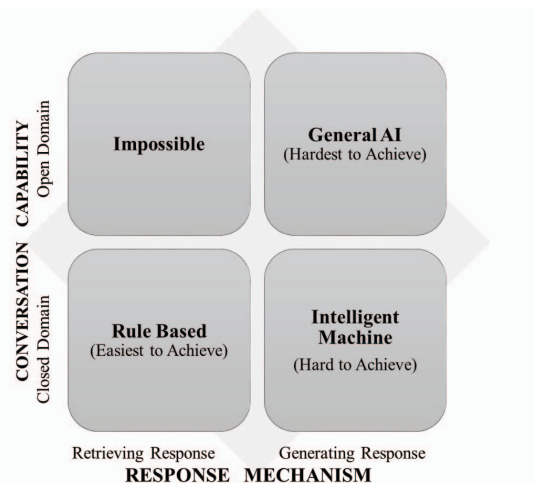 CONVERSATION CAPABILITY
Open Domain
Closed Domain
Impossible
General AI
(Hardest to Achieve)
Rule Based
(Easiest to Achieve)
Intelligent
Machine
(Hard to Achieve)
Retrieving Response
Generating Response
RESPONSE MECHANISM